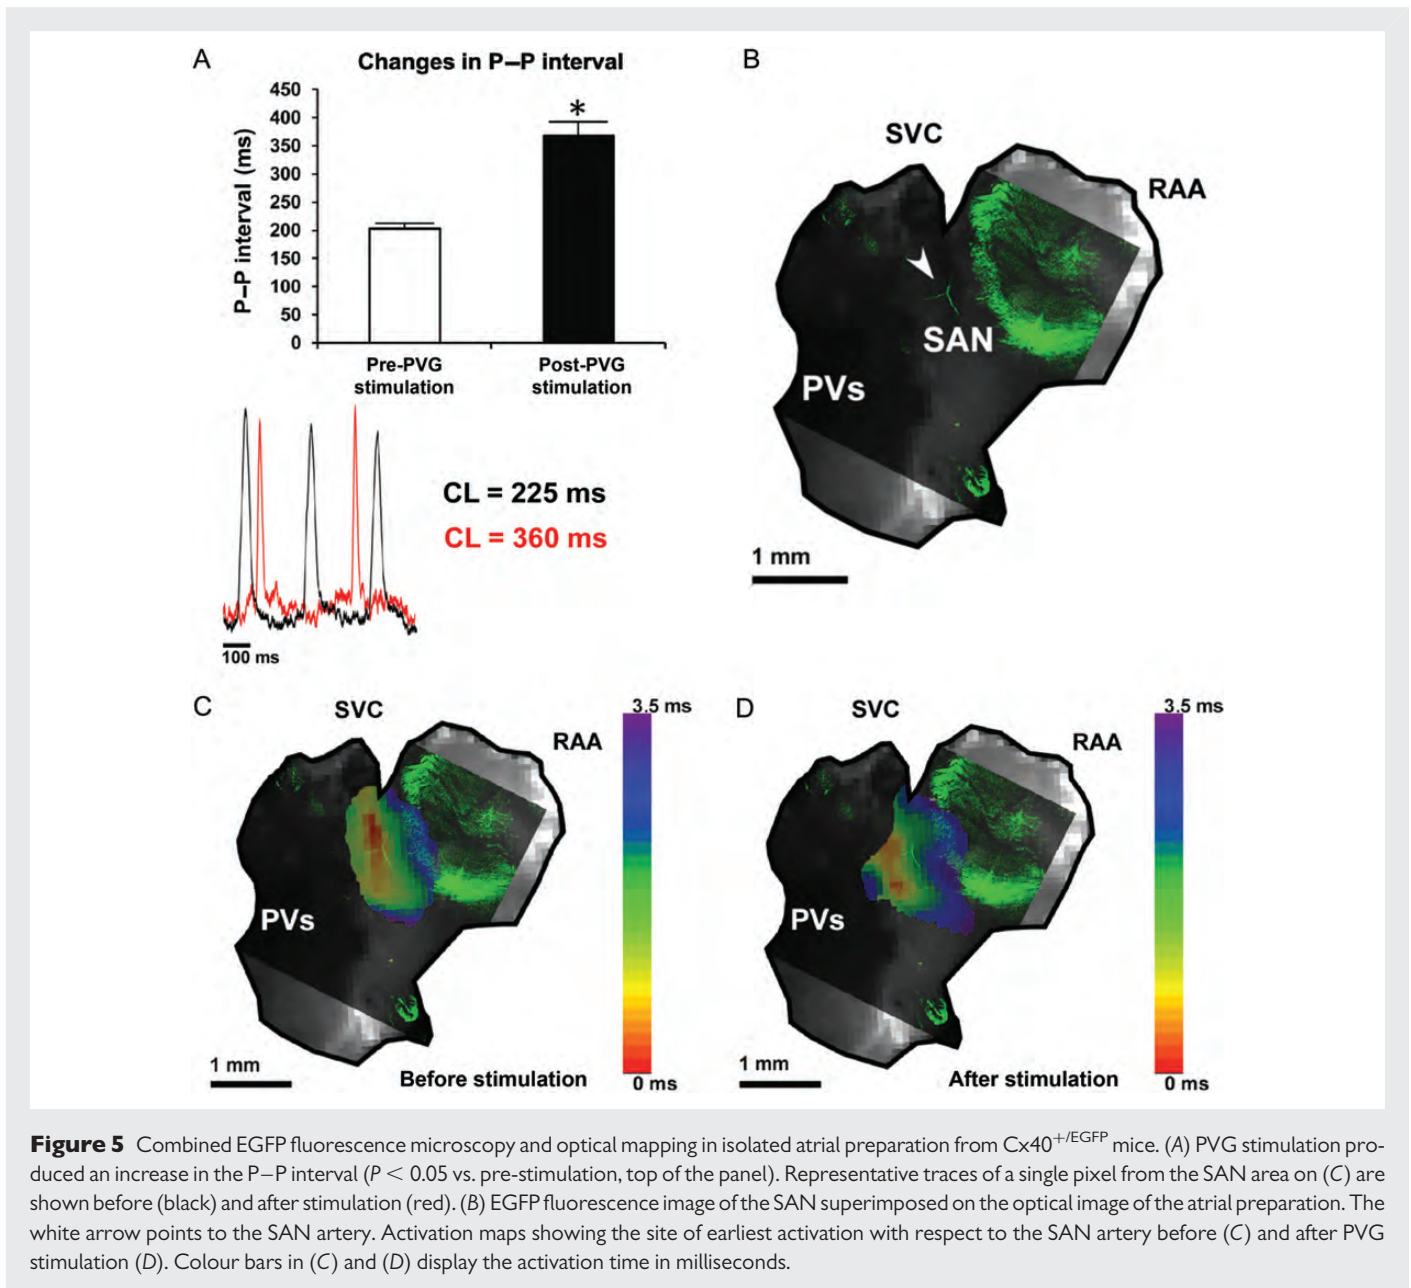 A
Changes in P–P interval
P–P interval (ms)
450
400
350
300
250
200
150
100
50
0
*
Pre-PVG
stimulation
Post-PVG
stimulation
CL = 225 ms
CL = 360 ms
100 ms
B
SVC
RAA
SAN
PVs
1 mm
C
SVC
RAA
PVs
1 mm
Before stimulation
3.5 ms
0 ms
D
SVC
RAA
PVs
1 mm
After stimulation
3.5 ms
0 ms
Figure 5 Combined EGFP fluorescence microscopy and optical mapping in isolated atrial preparation from Cx40+/EGFP mice. (A) PVG stimulation pro-
duced an increase in the P–P interval (P < 0.05 vs. pre-stimulation, top of the panel). Representative traces of a single pixel from the SAN area on (C) are
shown before (black) and after stimulation (red). (B) EGFP fluorescence image of the SAN superimposed on the optical image of the atrial preparation. The
white arrow points to the SAN artery. Activation maps showing the site of earliest activation with respect to the SAN artery before (C) and after PVG
stimulation (D). Colour bars in (C) and (D) display the activation time in milliseconds.